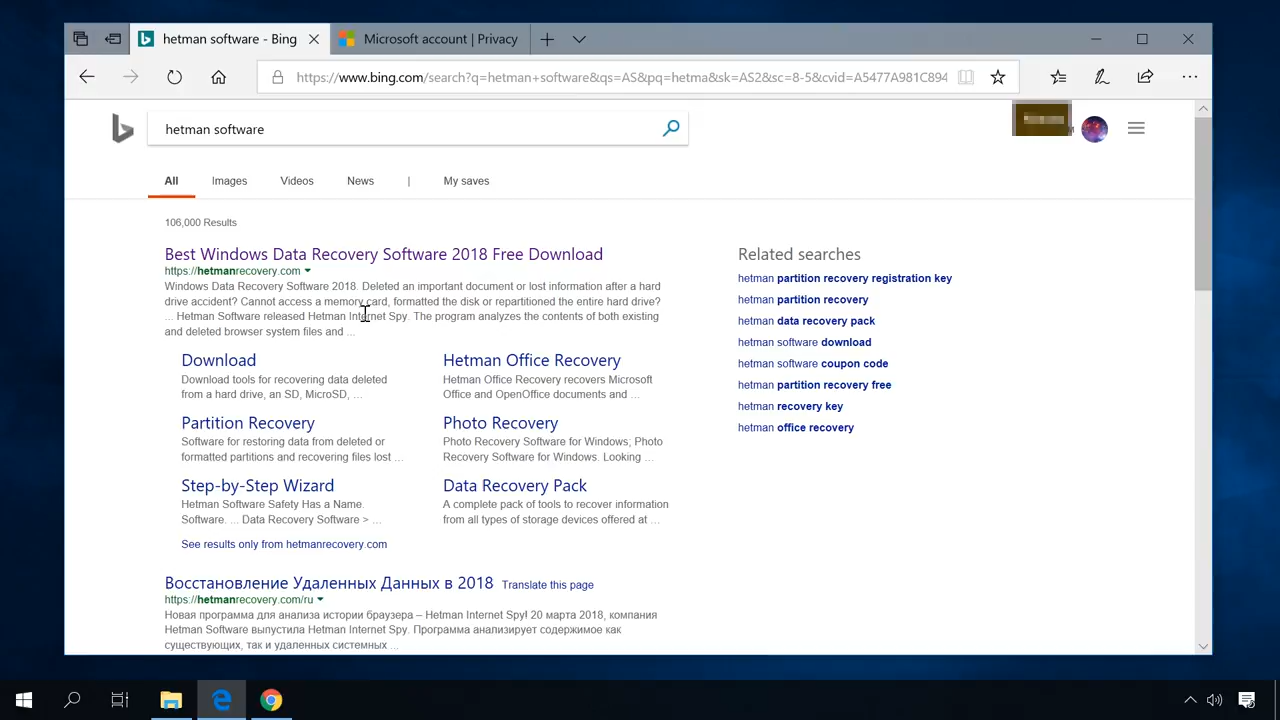 hetman software - Bing
Microsoft account | Privacy
https://www.bing.com/search?q=hetman+software&qs=AS&pq=hetma&sk=AS2&sc=8-5&cvid=A5477A981C894
hetman software
All Images Videos News | My saves
106,000 Results
Best Windows Data Recovery Software 2018 Free Download
https://hetmanrecovery.com
Windows Data Recovery Software 2018. Deleted an important document or lost information after a hard
drive accident? Cannot access a memory card, formatted the disk or repartitioned the entire hard drive?
... Hetman Software released Hetman Internet Spy. The program analyzes the contents of both existing
and deleted browser system files and ...
Download
Download tools for recovering data deleted
from a hard drive, an SD, MicroSD, ...
Hetman Office Recovery
Hetman Office Recovery recovers Microsoft
Office and OpenOffice documents and ...
Partition Recovery
Software for restoring data from deleted or
formatted partitions and recovering files lost ...
Photo Recovery
Photo Recovery Software for Windows; Photo
Recovery Software for Windows. Looking ...
Step-by-Step Wizard
Hetman Software Safety Has a Name.
Software. ... Data Recovery Software > ...
Data Recovery Pack
A complete pack of tools to recover information
from all types of storage devices offered at ...
See results only from hetmanrecovery.com
Восстановление Удаленных Данных в 2018 Translate this page
https://hetmanrecovery.com/ru
Новая программа для анализа истории браузера – Hetman Internet Spy! 20 марта 2018, компания
Hetman Software выпустила Hetman Internet Spy. Программа анализирует содержимое как
существующих, так и удаленных системных ...
Related searches
hetman partition recovery registration key
hetman partition recovery
hetman data recovery pack
hetman software download
hetman software coupon code
hetman partition recovery free
hetman recovery key
hetman office recovery